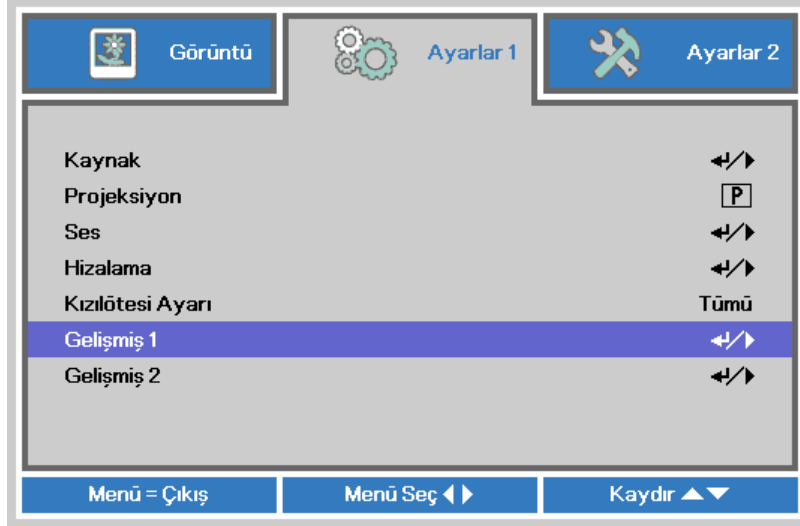 Görüntü
Ayarlar 1
Ayarlar 2
Kaynak
Projeksiyon P
Ses
Hizalama
Kızılötesi Ayarı Tümü
Gelişmiş 1
Gelişmiş 2
Menü = Çıkış
Menü Seç
Kaydır